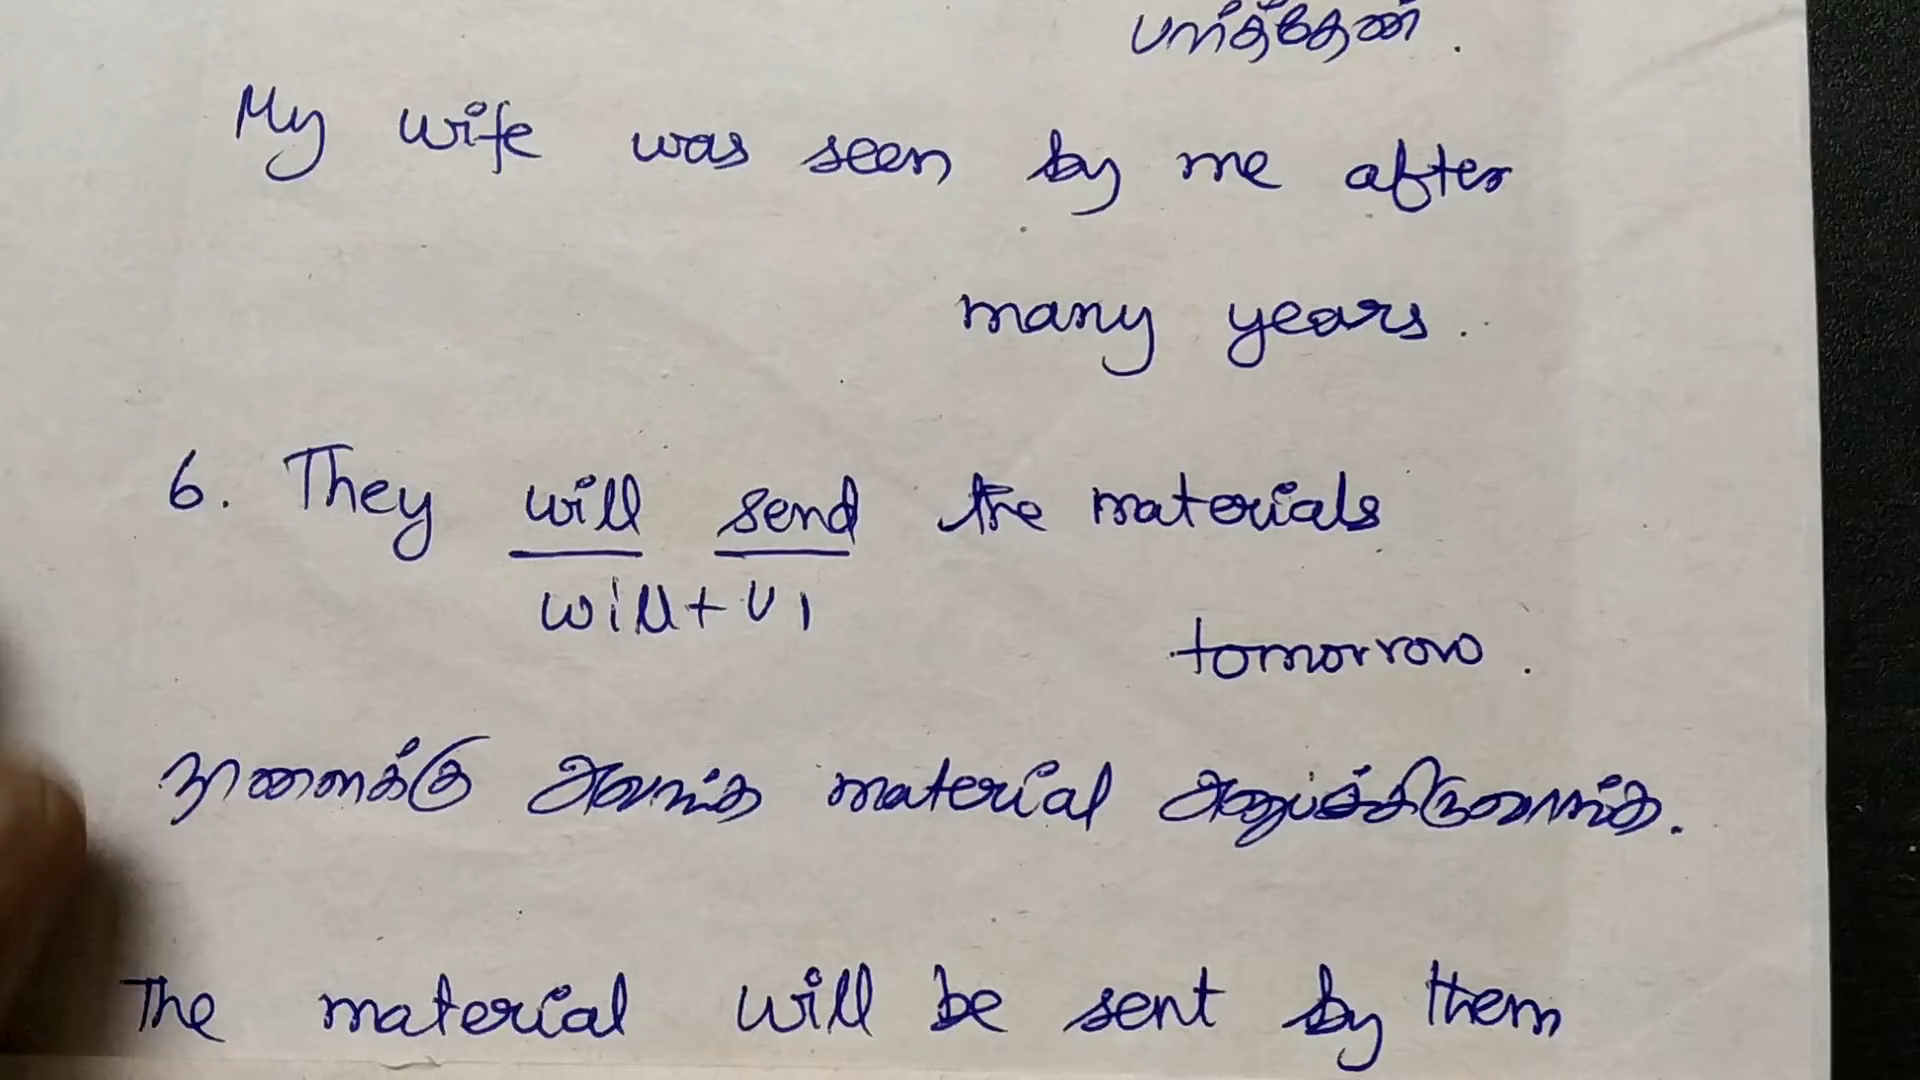 பார்த்தேன்.
My wife was seen by me after
many years.
6. They will send the materials
will + V1
tomorrow.
நாளைக்கு அவங்க material அனுப்ச்சிருவாங்க.
The material will be sent by them